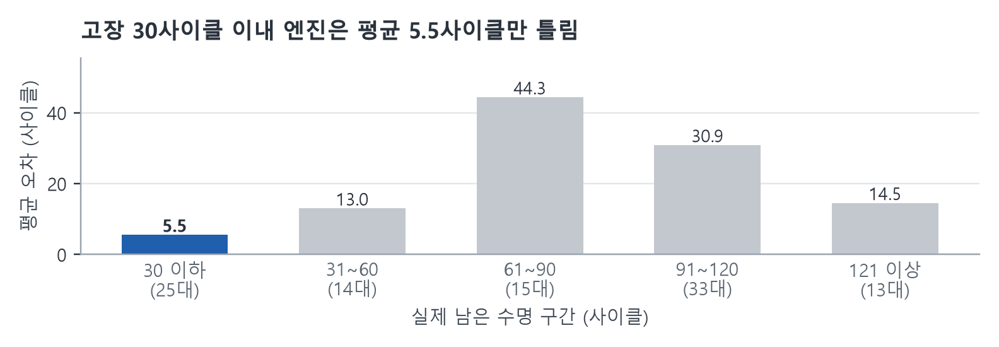 고장 30사이클 이내 엔진은 평균 5.5사이클만 틀림
평균 오차 (사이클)
40
20
0
5.5
13.0
44.3
30.9
14.5
30 이하
(25대)
31~60
(14대)
61~90
(15대)
91~120
(33대)
121 이상
(13대)
실제 남은 수명 구간 (사이클)